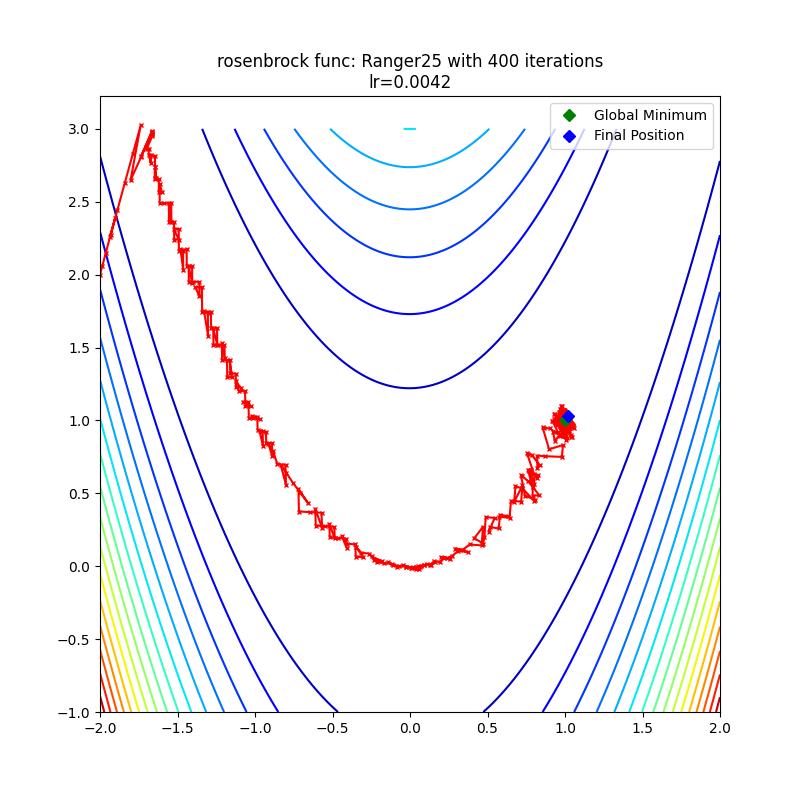 rosenbrock func: Ranger25 with 400 iterations
lr=0.0042
Global Minimum
Final Position
3.0
2.5
2.0
1.5
1.0
0.5
0.0
−0.5
−1.0
−2.0 −1.5 −1.0 −0.5 0.0 0.5 1.0 1.5 2.0